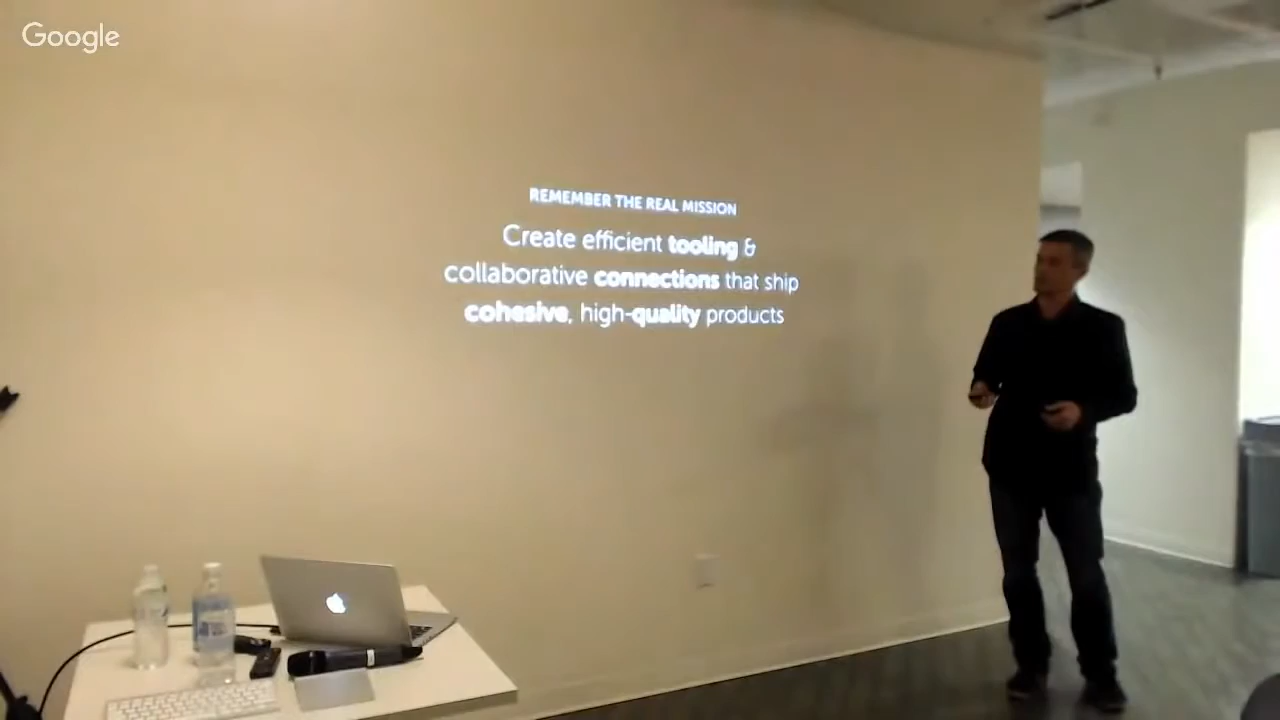 Google
REMEMBER THE REAL MISSION
Create efficient tooling &
collaborative connections that ship
cohesive, high-quality products